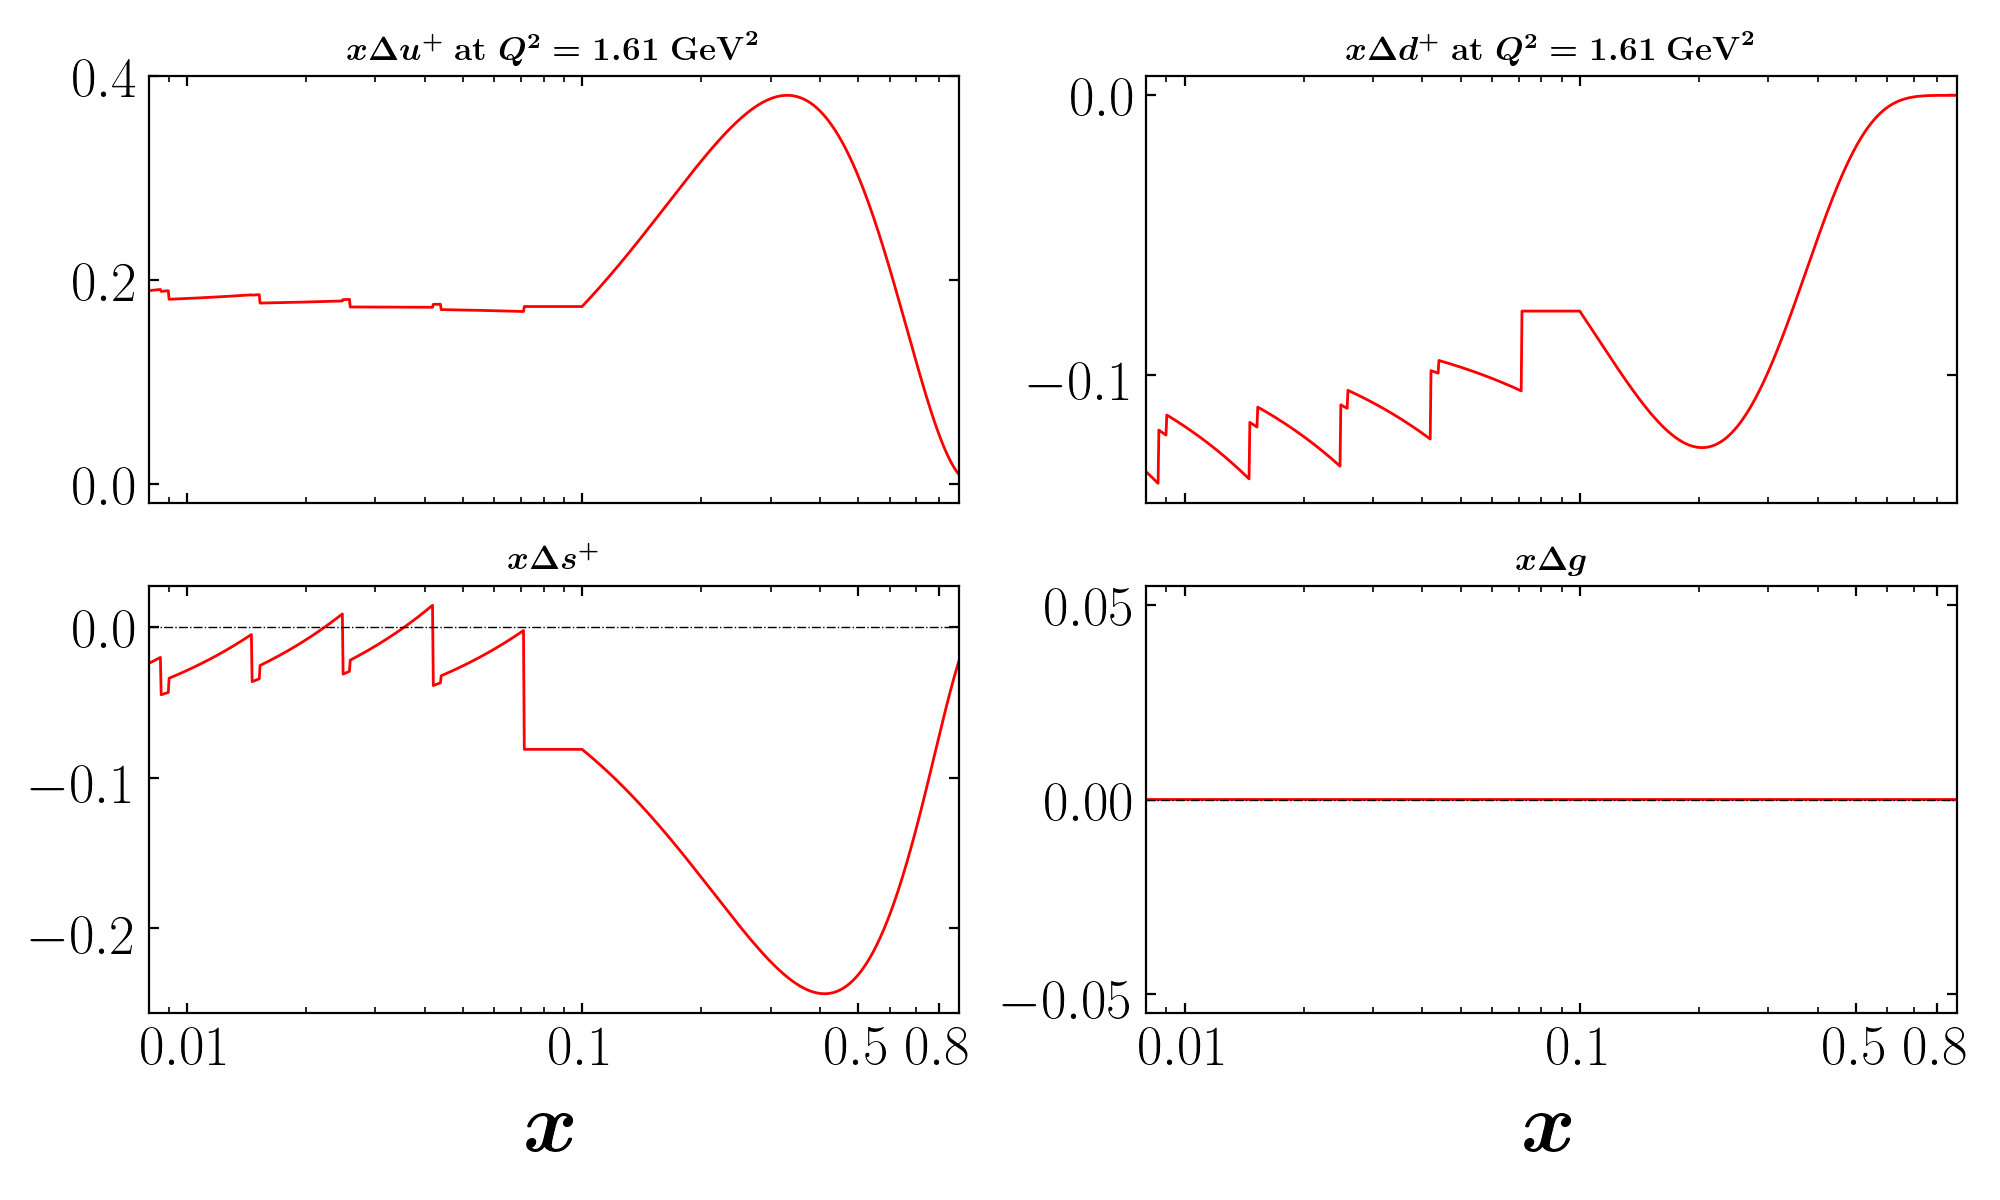 xΔu⁺ at Q² = 1.61 GeV²
0.4
0.2
0.0
xΔd⁺ at Q² = 1.61 GeV²
0.0
−0.1
xΔs⁺
0.0
−0.1
−0.2
0.01 0.1 0.5 0.8
x
xΔg
0.05
0.00
−0.05
0.01 0.1 0.5 0.8
x